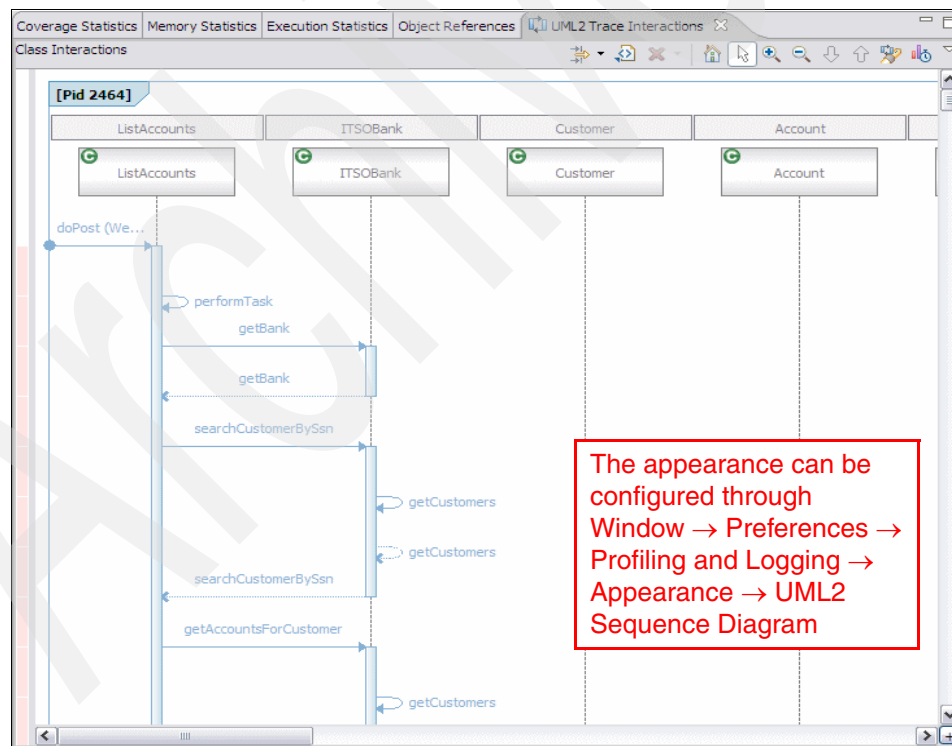 Coverage Statistics Memory Statistics Execution Statistics Object References UML2 Trace Interactions
Class Interactions
[Pid 2464]
ListAccounts ITSOBank Customer Account
ListAccounts ITSOBank Customer Account
doPost (We...
performTask
getBank
getBank
searchCustomerBySsn
getCustomers
getCustomers
searchCustomerBySsn
getAccountsForCustomer
getCustomers
The appearance can be
configured through
Window → Preferences →
Profiling and Logging →
Appearance → UML2
Sequence Diagram
Archive